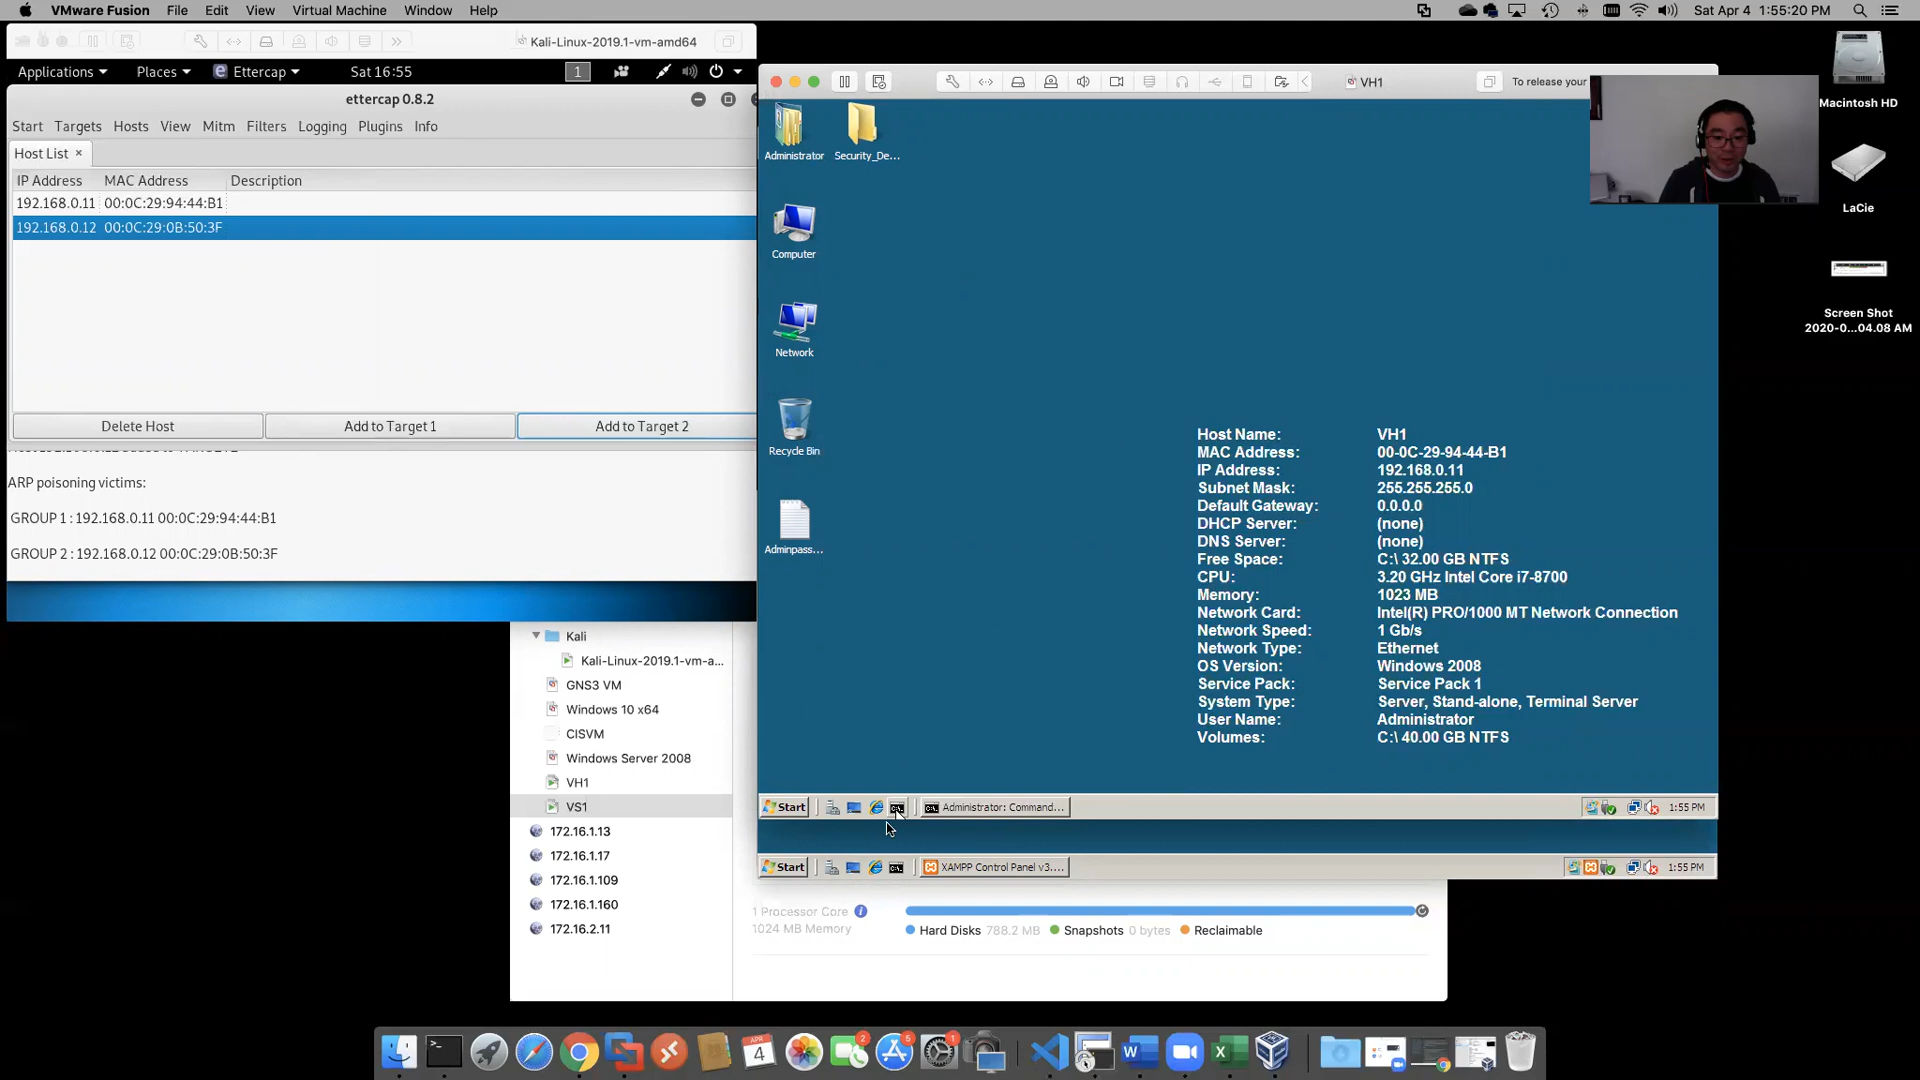 VMware Fusion File Edit View Virtual Machine Window Help
Sat Apr 4 1:55:20 PM
Kali-Linux-2019.1-vm-amd64
Applications Places Ettercap Sat 16:55 1
ettercap 0.8.2
Start Targets Hosts View Mitm Filters Logging Plugins Info
Host List ×
IP Address MAC Address Description
192.168.0.11 00:0C:29:94:44:B1
192.168.0.12 00:0C:29:0B:50:3F
Delete Host Add to Target 1 Add to Target 2
ARP poisoning victims:
GROUP 1 : 192.168.0.11 00:0C:29:94:44:B1
GROUP 2 : 192.168.0.12 00:0C:29:0B:50:3F
VH1
To release your
Administrator
Security_De...
Computer
Network
Recycle Bin
Adminpass...
Host Name: VH1
MAC Address: 00-0C-29-94-44-B1
IP Address: 192.168.0.11
Subnet Mask: 255.255.255.0
Default Gateway: 0.0.0.0
DHCP Server: (none)
DNS Server: (none)
Free Space: C:\ 32.00 GB NTFS
CPU: 3.20 GHz Intel Core i7-8700
Memory: 1023 MB
Network Card: Intel(R) PRO/1000 MT Network Connection
Network Speed: 1 Gb/s
Network Type: Ethernet
OS Version: Windows 2008
Service Pack: Service Pack 1
System Type: Server, Stand-alone, Terminal Server
User Name: Administrator
Volumes: C:\ 40.00 GB NTFS
Start Administrator: Command... 1:55 PM
Start XAMPP Control Panel v3.... 1:55 PM
Macintosh HD
LaCie
Screen Shot
2020-0...04.08 AM
Kali
Kali-Linux-2019.1-vm-a...
GNS3 VM
Windows 10 x64
CISVM
Windows Server 2008
VH1
VS1
172.16.1.13
172.16.1.17
172.16.1.109
172.16.1.160
172.16.2.11
1 Processor Core
1024 MB Memory
Hard Disks 788.2 MB Snapshots 0 bytes Reclaimable
APR
4
2
5
1